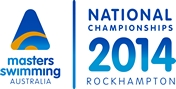 masters
swimming
AUSTRALIA
NATIONAL
CHAMPIONSHIPS
2014
ROCKHAMPTON